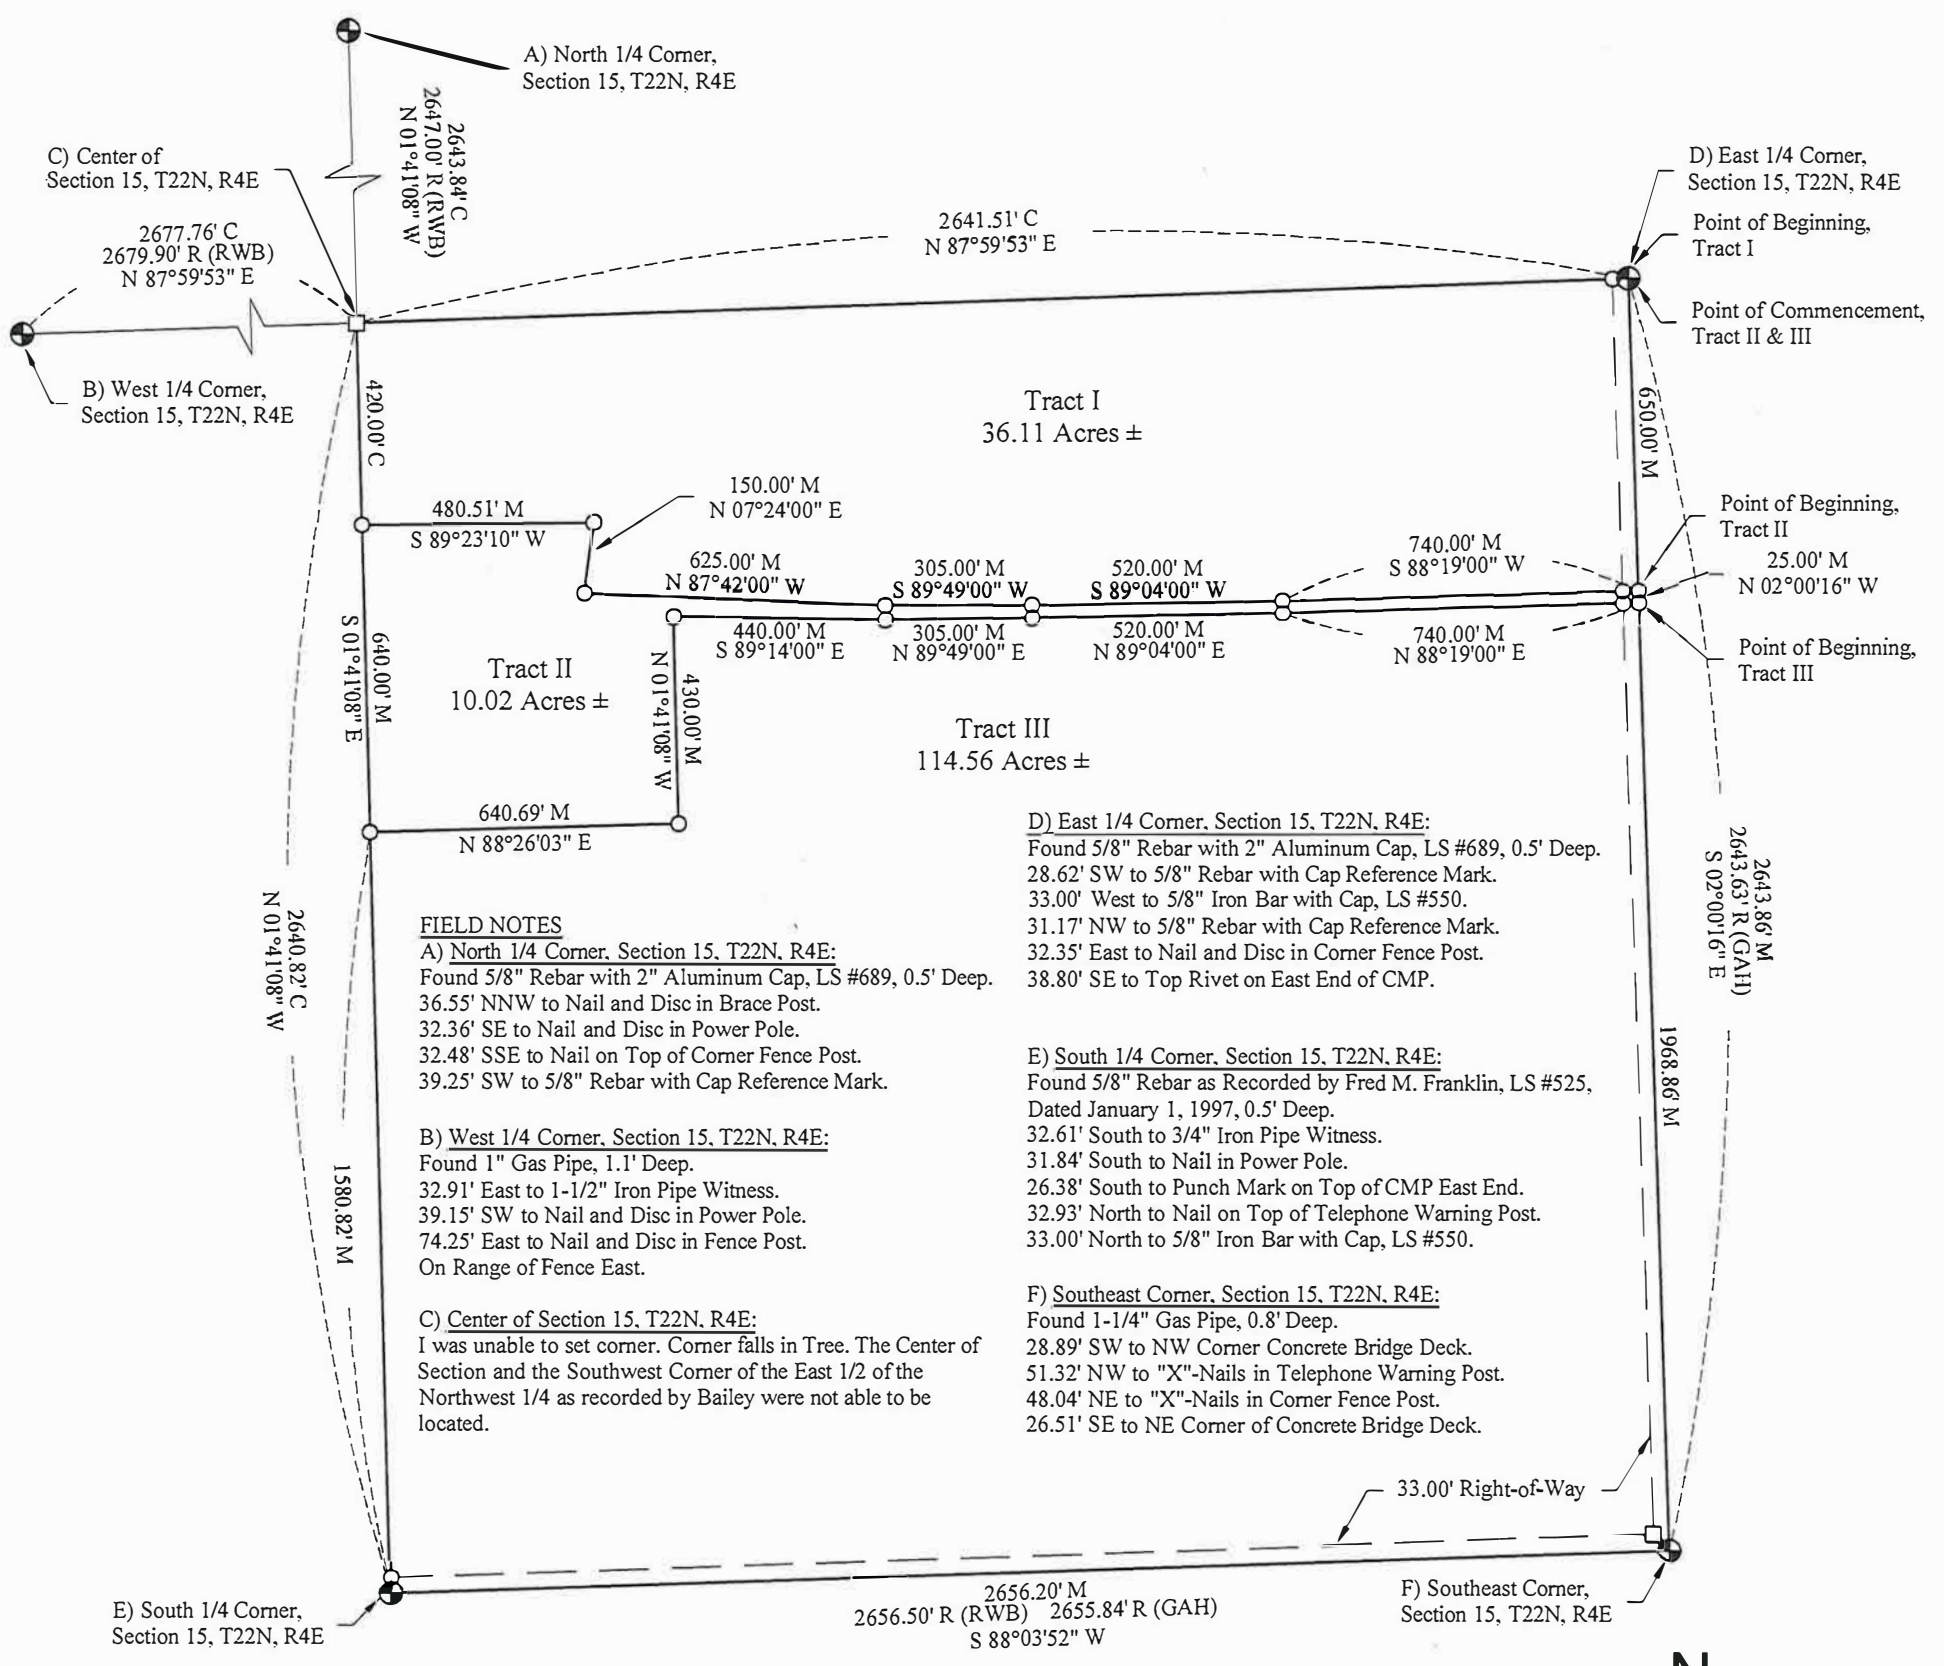 A) North 1/4 Corner,
Section 15, T22N, R4E
2643.84' C
2647.00' R (RWB)
N 01°41'08" W
C) Center of
Section 15, T22N, R4E
2677.76' C
2679.90' R (RWB)
N 87°59'53" E
2641.51' C
N 87°59'53" E
D) East 1/4 Corner,
Section 15, T22N, R4E
Point of Beginning,
Tract I
Point of Commencement,
Tract II & III
B) West 1/4 Corner,
Section 15, T22N, R4E
420.00' C
Tract I
36.11 Acres ±
650.00' M
480.51' M
S 89°23'10" W
150.00' M
N 07°24'00" E
625.00' M
N 87°42'00" W
305.00' M
S 89°49'00" W
520.00' M
S 89°04'00" W
740.00' M
S 88°19'00" W
Point of Beginning,
Tract II
25.00' M
N 02°00'16" W
440.00' M
S 89°14'00" E
305.00' M
N 89°49'00" E
520.00' M
N 89°04'00" E
740.00' M
N 88°19'00" E
Point of Beginning,
Tract III
640.00' M
S 01°41'08" E
Tract II
10.02 Acres ±
430.00' M
N 01°41'08" W
Tract III
114.56 Acres ±
640.69' M
N 88°26'03" E
2640.82' C
N 01°41'08" W
1580.82' M
2643.86' M
2643.63' R (GAH)
S 02°00'16" E
1968.86' M
FIELD NOTES
A) North 1/4 Corner, Section 15, T22N, R4E:
Found 5/8" Rebar with 2" Aluminum Cap, LS #689, 0.5' Deep.
36.55' NNW to Nail and Disc in Brace Post.
32.36' SE to Nail and Disc in Power Pole.
32.48' SSE to Nail on Top of Corner Fence Post.
39.25' SW to 5/8" Rebar with Cap Reference Mark.
B) West 1/4 Corner, Section 15, T22N, R4E:
Found 1" Gas Pipe, 1.1' Deep.
32.91' East to 1-1/2" Iron Pipe Witness.
39.15' SW to Nail and Disc in Power Pole.
74.25' East to Nail and Disc in Fence Post.
On Range of Fence East.
C) Center of Section 15, T22N, R4E:
I was unable to set corner. Corner falls in Tree. The Center of
Section and the Southwest Corner of the East 1/2 of the
Northwest 1/4 as recorded by Bailey were not able to be
located.
D) East 1/4 Corner, Section 15, T22N, R4E:
Found 5/8" Rebar with 2" Aluminum Cap, LS #689, 0.5' Deep.
28.62' SW to 5/8" Rebar with Cap Reference Mark.
33.00' West to 5/8" Iron Bar with Cap, LS #550.
31.17' NW to 5/8" Rebar with Cap Reference Mark.
32.35' East to Nail and Disc in Corner Fence Post.
38.80' SE to Top Rivet on East End of CMP.
E) South 1/4 Corner, Section 15, T22N, R4E:
Found 5/8" Rebar as Recorded by Fred M. Franklin, LS #525,
Dated January 1, 1997, 0.5' Deep.
32.61' South to 3/4" Iron Pipe Witness.
31.84' South to Nail in Power Pole.
26.38' South to Punch Mark on Top of CMP East End.
32.93' North to Nail on Top of Telephone Warning Post.
33.00' North to 5/8" Iron Bar with Cap, LS #550.
F) Southeast Corner, Section 15, T22N, R4E:
Found 1-1/4" Gas Pipe, 0.8' Deep.
28.89' SW to NW Corner Concrete Bridge Deck.
51.32' NW to "X"-Nails in Telephone Warning Post.
48.04' NE to "X"-Nails in Corner Fence Post.
26.51' SE to NE Corner of Concrete Bridge Deck.
33.00' Right-of-Way
E) South 1/4 Corner,
Section 15, T22N, R4E
2656.20' M
2656.50' R (RWB) 2655.84' R (GAH)
S 88°03'52" W
F) Southeast Corner,
Section 15, T22N, R4E
N